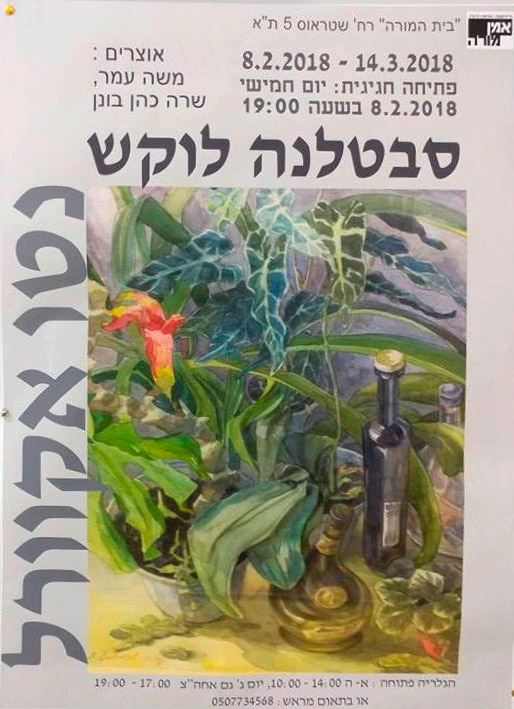 "בית המורה" רח' שטראוס 5 ת"א
אמן
מורה
8.2.2018 - 14.3.2018
פתיחה חגיגית: יום חמישי
8.2.2018 בשעה 19:00
אוצרים :
משה עמר,
שרה כהן בונן
סבטלנה לוקש
נטו אקוורל
הגלריה פתוחה : א- ה 10:00-14:00, יום ג' גם אחה"צ 17:00 - 19:00
או בתאום מראש : 0507734568